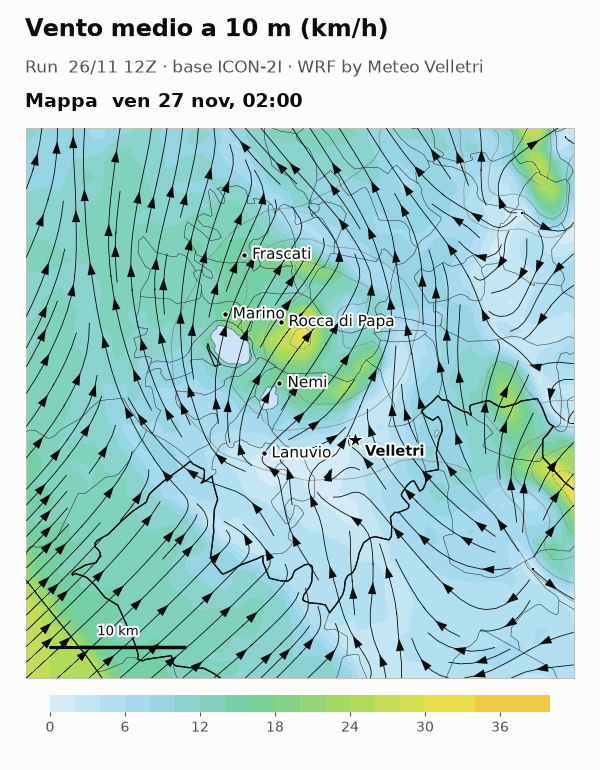 Vento medio a 10 m (km/h)
Run  26/11 12Z · base ICON-2I · WRF by Meteo Velletri
Mappa  ven 27 nov, 02:00
Frascati
Marino
Rocca di Papa
Nemi
Velletri
Lanuvio
10 km
0 6 12 18 24 30 36